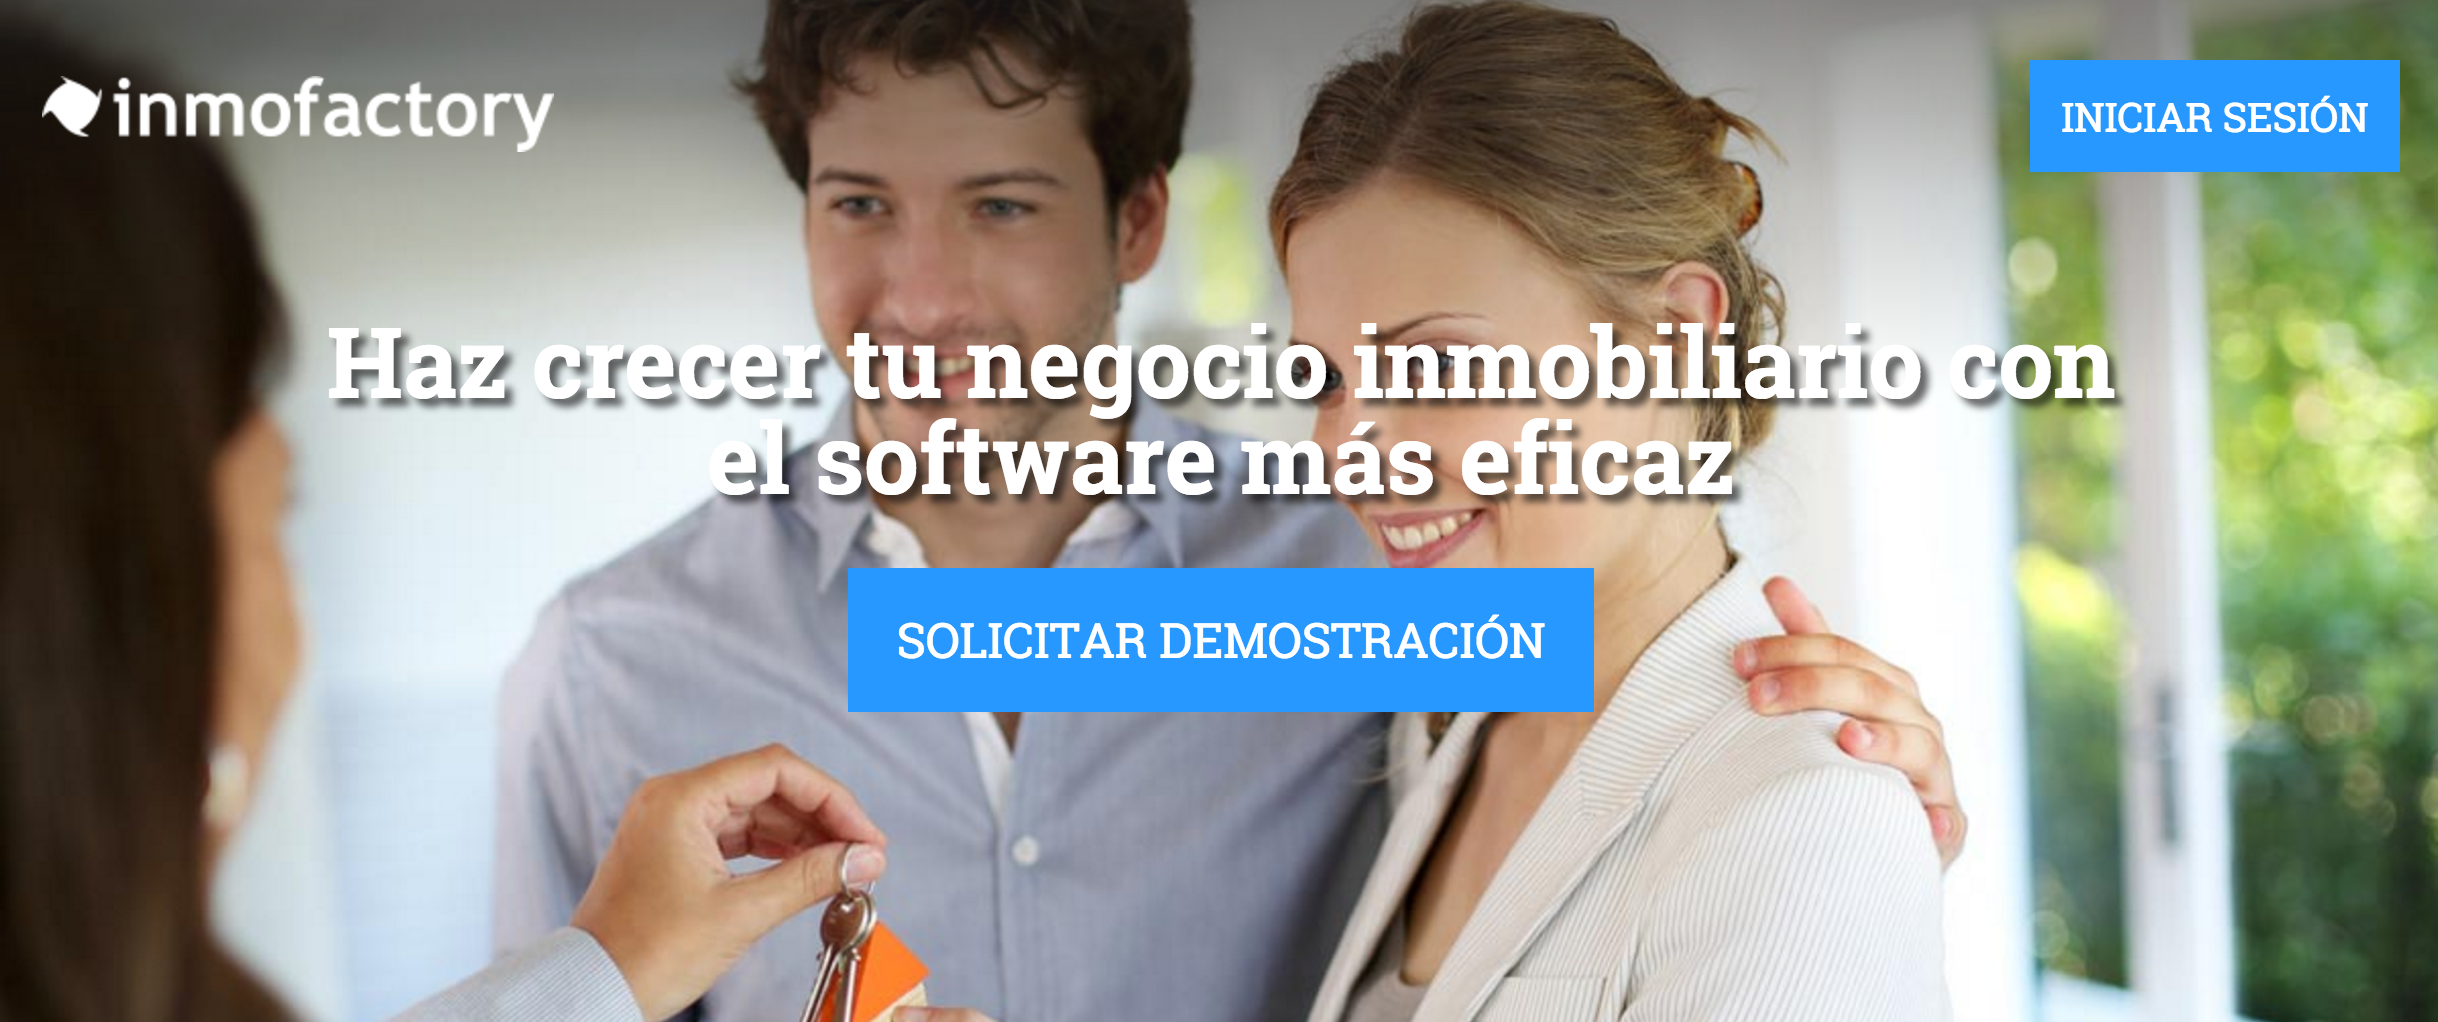 inmofactory
INICIAR SESIÓN
Haz crecer tu negocio inmobiliario con
el software más eficaz
SOLICITAR DEMOSTRACIÓN